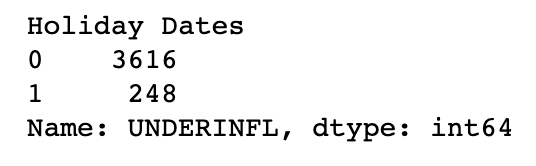 Holiday Dates
0    3616
1     248
Name: UNDERINFL, dtype: int64